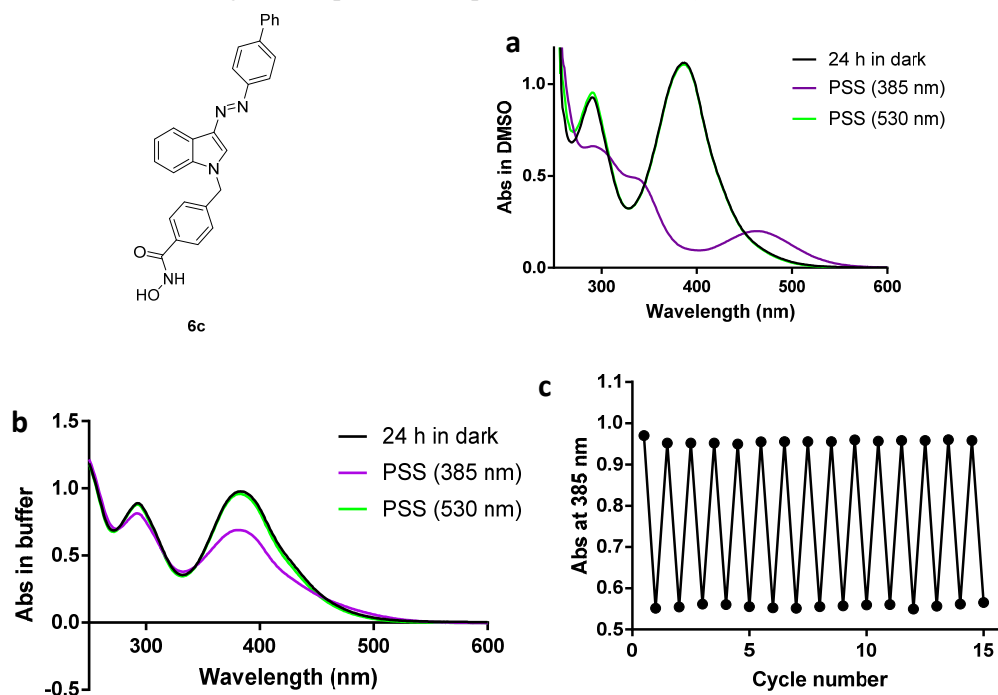 Ph
N
N
N
O
NH
HO
6c
a
24 h in dark
PSS (385 nm)
PSS (530 nm)
Abs in DMSO
1.0
0.5
0.0
300 400 500 600
Wavelength (nm)
b
24 h in dark
PSS (385 nm)
PSS (530 nm)
Abs in buffer
1.5
1.0
0.5
0.0
-0.5
300 400 500 600
Wavelength (nm)
c
Abs at 385 nm
1.1
1.0
0.9
0.8
0.7
0.6
0.5
0 5 10 15
Cycle number